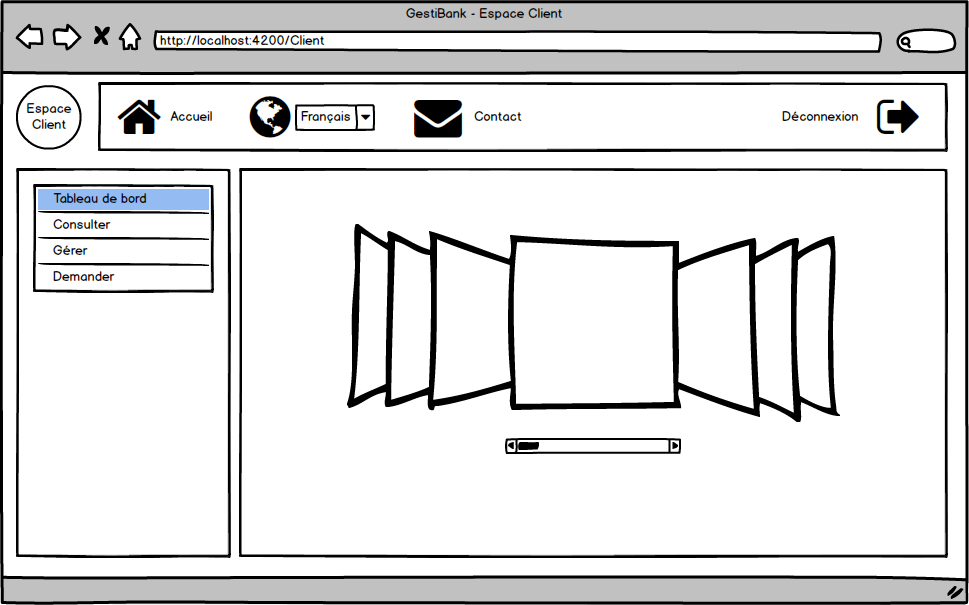 GestiBank - Espace Client
http://localhost:4200/Client
Espace
Client
Accueil
Français
Contact
Déconnexion
Tableau de bord
Consulter
Gérer
Demander